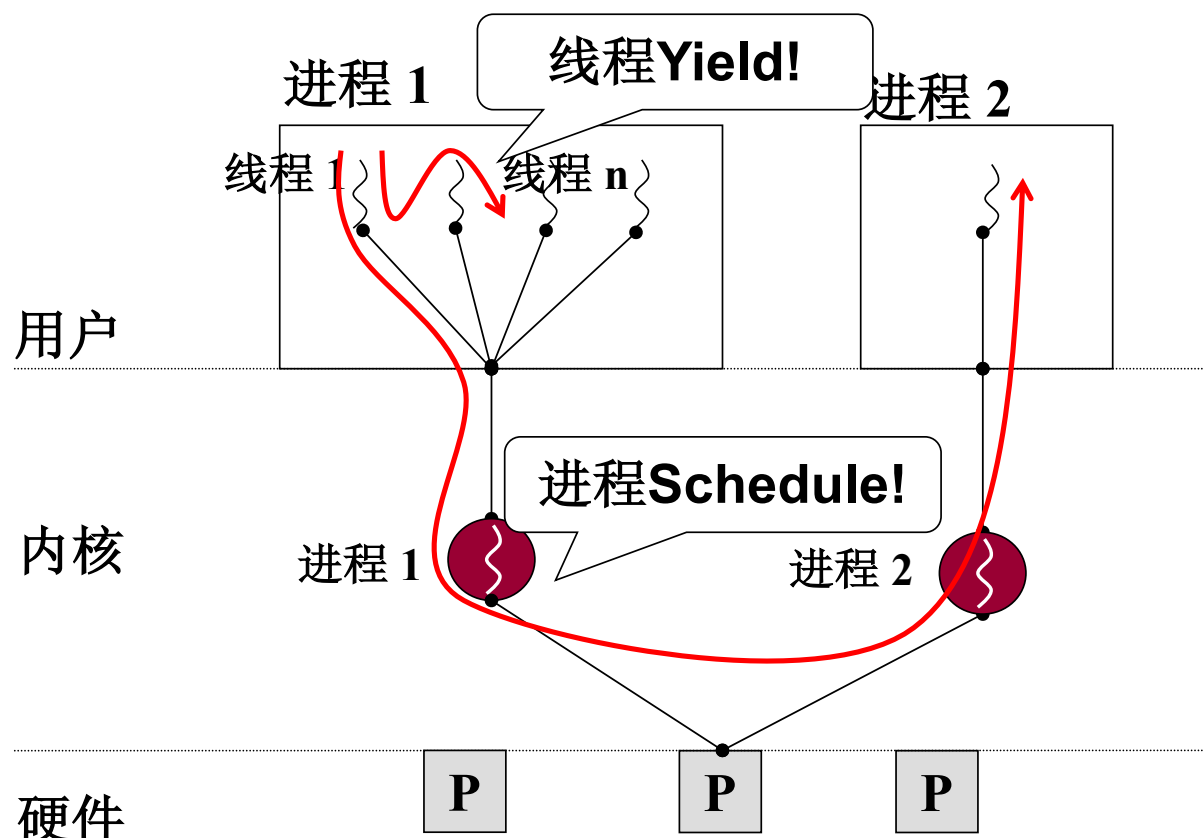 线程Yield!
进程 1
进程 2
线程 1
线程 n
用户
进程Schedule!
内核
进程 1
进程 2
P
P
P
硬件